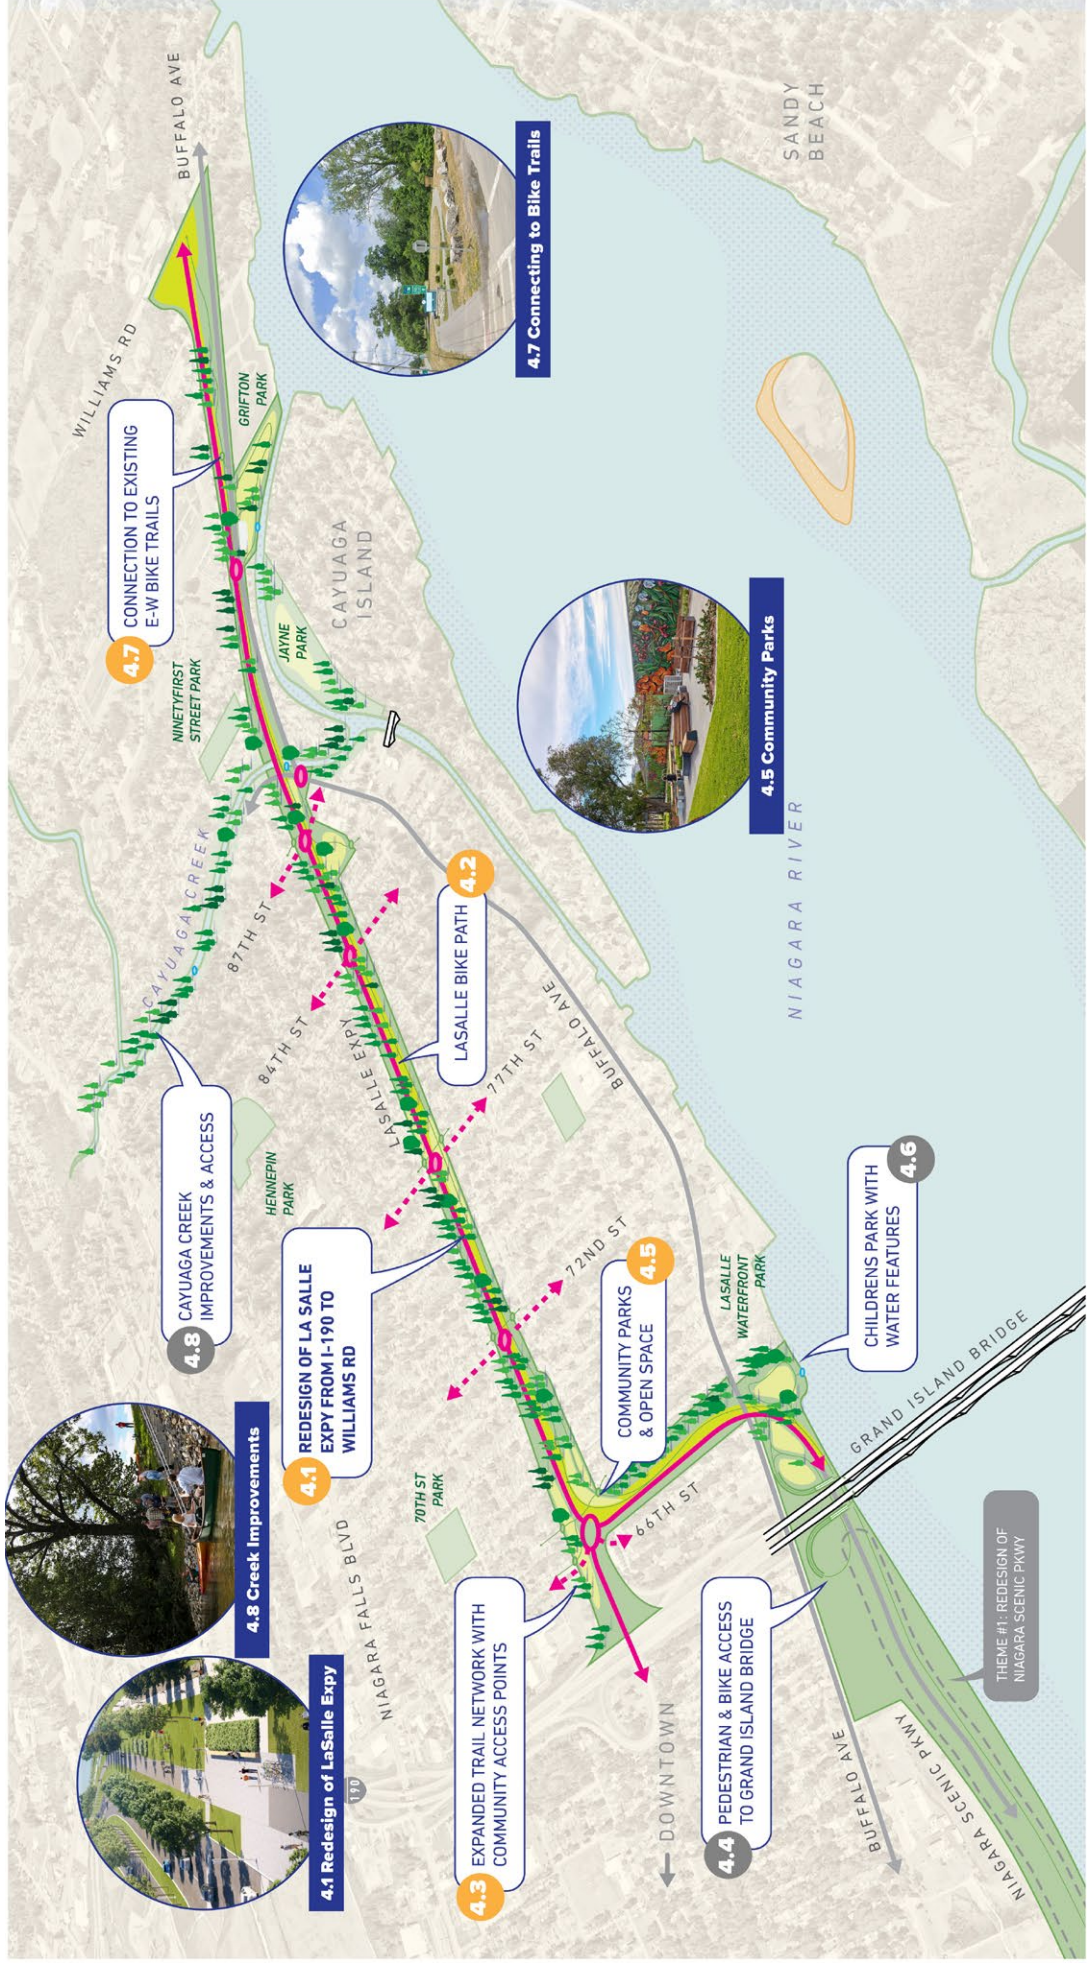 4.1 Redesign of LaSalle Expy
4.8 Creek Improvements
4.8
CAYUAGA CREEK
IMPROVEMENTS & ACCESS
4.7
CONNECTION TO EXISTING
E-W BIKE TRAILS
WILLIAMS RD
BUFFALO AVE
NIAGARA FALLS BLVD
190
4.1
REDESIGN OF LA SALLE
EXPY FROM I-190 TO
WILLIAMS RD
HENNEPIN
PARK
CAYUAGA CREEK
87TH ST
84TH ST
NINETYFIRST
STREET PARK
GRIFTON
PARK
JAYNE
PARK
CAYUAGA
ISLAND
4.7 Connecting to Bike Trails
70TH ST
PARK
LASALLE EXPY
4.3
EXPANDED TRAIL NETWORK WITH
COMMUNITY ACCESS POINTS
LASALLE BIKE PATH
4.2
77TH ST
72ND ST
BUFFALO AVE
COMMUNITY PARKS
& OPEN SPACE
4.5
66TH ST
DOWNTOWN
4.4
PEDESTRIAN & BIKE ACCESS
TO GRAND ISLAND BRIDGE
LASALLE
WATERFRONT
PARK
4.5 Community Parks
NIAGARA RIVER
SANDY
BEACH
CHILDRENS PARK WITH
WATER FEATURES
4.6
GRAND ISLAND BRIDGE
BUFFALO AVE
NIAGARA SCENIC PKWY
THEME #1: REDESIGN OF
NIAGARA SCENIC PKWY